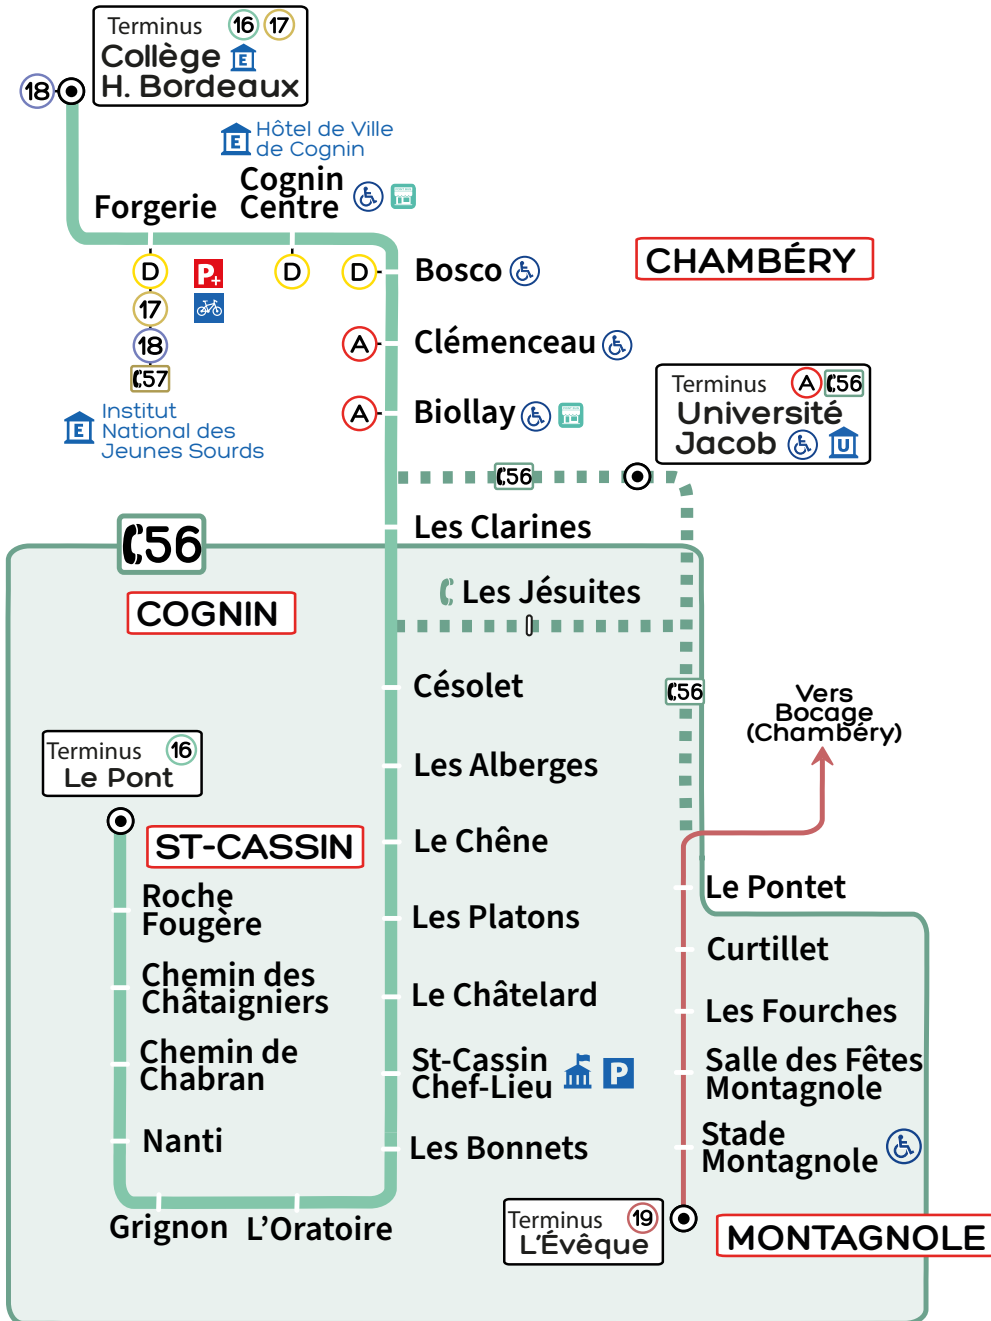 Terminus 16 17
Collège E
H. Bordeaux
18
E Hôtel de Ville
de Cognin
Cognin
Centre
Forgerie
D
P+
D
D
Bosco
CHAMBÉRY
17
18
57
A
Clémenceau
Terminus A 56
Université
Jacob U
E Institut
National des
Jeunes Sourds
A
Biollay
56
Les Clarines
56
COGNIN
Les Jésuites
Césolet
56
Vers
Bocage
(Chambéry)
Terminus 16
Le Pont
Les Alberges
ST-CASSIN
Le Chêne
Roche
Fougère
Les Platons
Le Pontet
Curtillet
Chemin des
Châtaigniers
Le Châtelard
Les Fourches
Chemin de
Chabran
St-Cassin
Chef-Lieu P
Salle des Fêtes
Montagnole
Nanti
Les Bonnets
Stade
Montagnole
Grignon
L'Oratoire
Terminus 19
L'Évêque
MONTAGNOLE